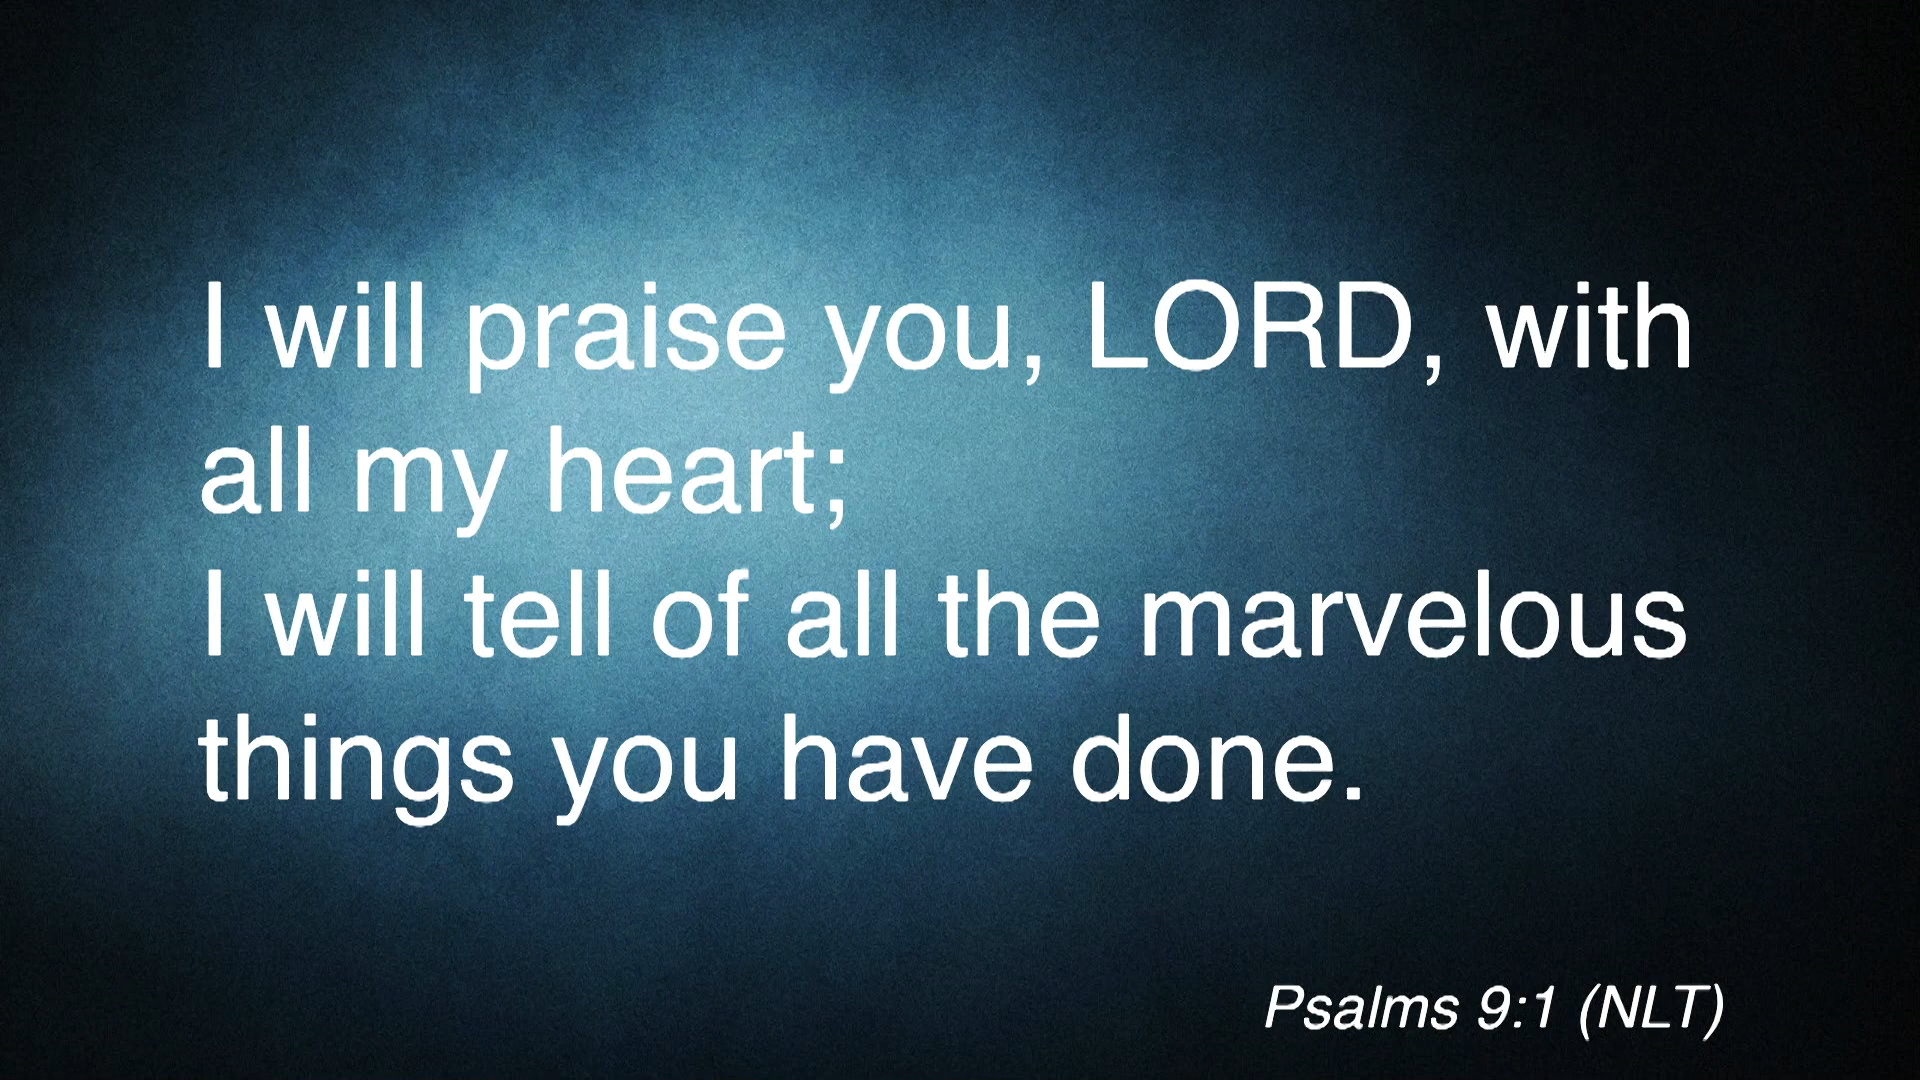 I will praise you, LORD, with
all my heart;
I will tell of all the marvelous
things you have done.
Psalms 9:1 (NLT)